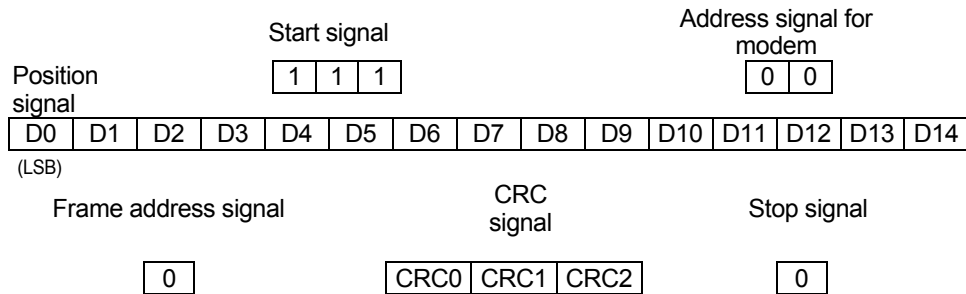 Start signal
Address signal for
modem
1 1 1
0 0
Position
signal
D0 D1 D2 D3 D4 D5 D6 D7 D8 D9 D10 D11 D12 D13 D14
(LSB)
Frame address signal
CRC
signal
Stop signal
0
CRC0 CRC1 CRC2
0